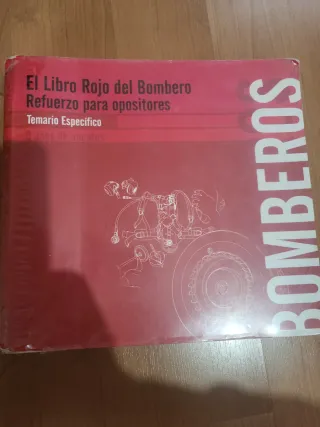 El Libro Rojo del Bombero
Refuerzo para opositores
Temario Específico
BOMBEROS